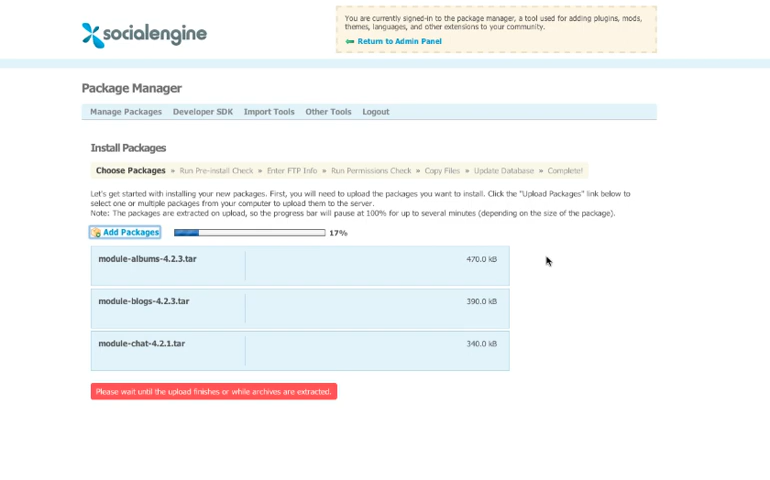 socialengine
You are currently signed-in to the package manager, a tool used for adding plugins, mods,
themes, languages, and other extensions to your community.
Return to Admin Panel
Package Manager
Manage Packages Developer SDK Import Tools Other Tools Logout
Install Packages
Choose Packages » Run Pre-install Check » Enter FTP Info » Run Permissions Check » Copy Files » Update Database » Complete!
Let's get started with installing your new packages. First, you will need to upload the packages you want to install. Click the "Upload Packages" link below to
select one or multiple packages from your computer to upload them to the server.
Note: The packages are extracted on upload, so the progress bar will pause at 100% for up to several minutes (depending on the size of the package).
Add Packages 17%
module-albums-4.2.3.tar 470.0 kB
module-blogs-4.2.3.tar 390.0 kB
module-chat-4.2.1.tar 340.0 kB
Please wait until the upload finishes or while archives are extracted.